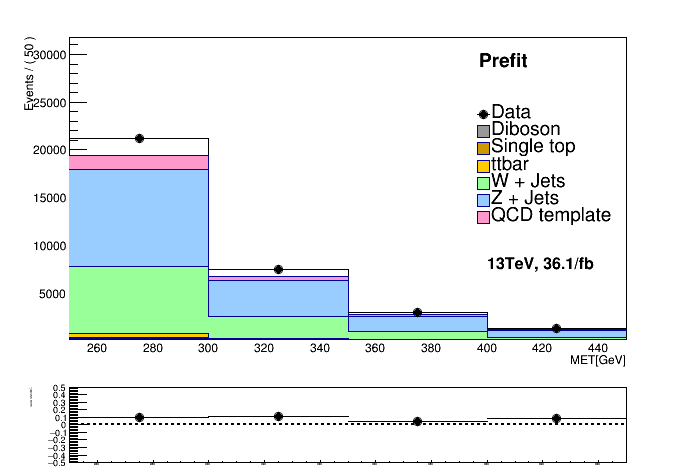 Events / ( 50 )
30000
25000
20000
15000
10000
5000
Prefit
Data
Diboson
Single top
ttbar
W + Jets
Z + Jets
QCD template
13TeV, 36.1/fb
260 280 300 320 340 360 380 400 420 440
MET[GeV]
0.5
0.4
0.3
0.2
0.1
0
−0.1
−0.2
−0.3
−0.4
−0.5